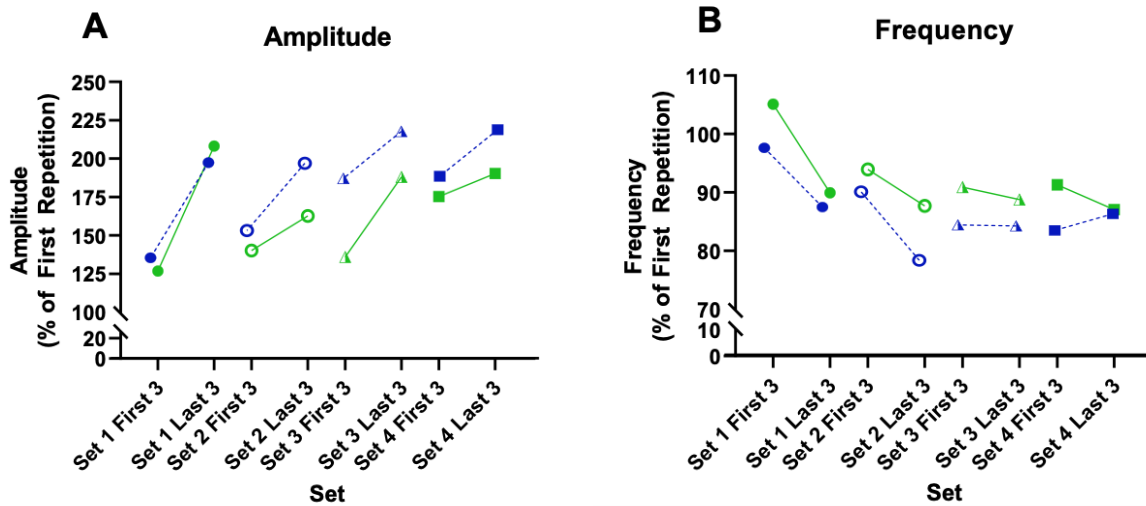 A
Amplitude
Amplitude
(% of First Repetition)
250
225
200
175
150
125
100
20
0
Set 1 First 3
Set 1 Last 3
Set 2 First 3
Set 2 Last 3
Set 3 First 3
Set 3 Last 3
Set 4 First 3
Set 4 Last 3
Set
B
Frequency
Frequency
(% of First Repetition)
110
100
90
80
70
10
0
Set 1 First 3
Set 1 Last 3
Set 2 First 3
Set 2 Last 3
Set 3 First 3
Set 3 Last 3
Set 4 First 3
Set 4 Last 3
Set